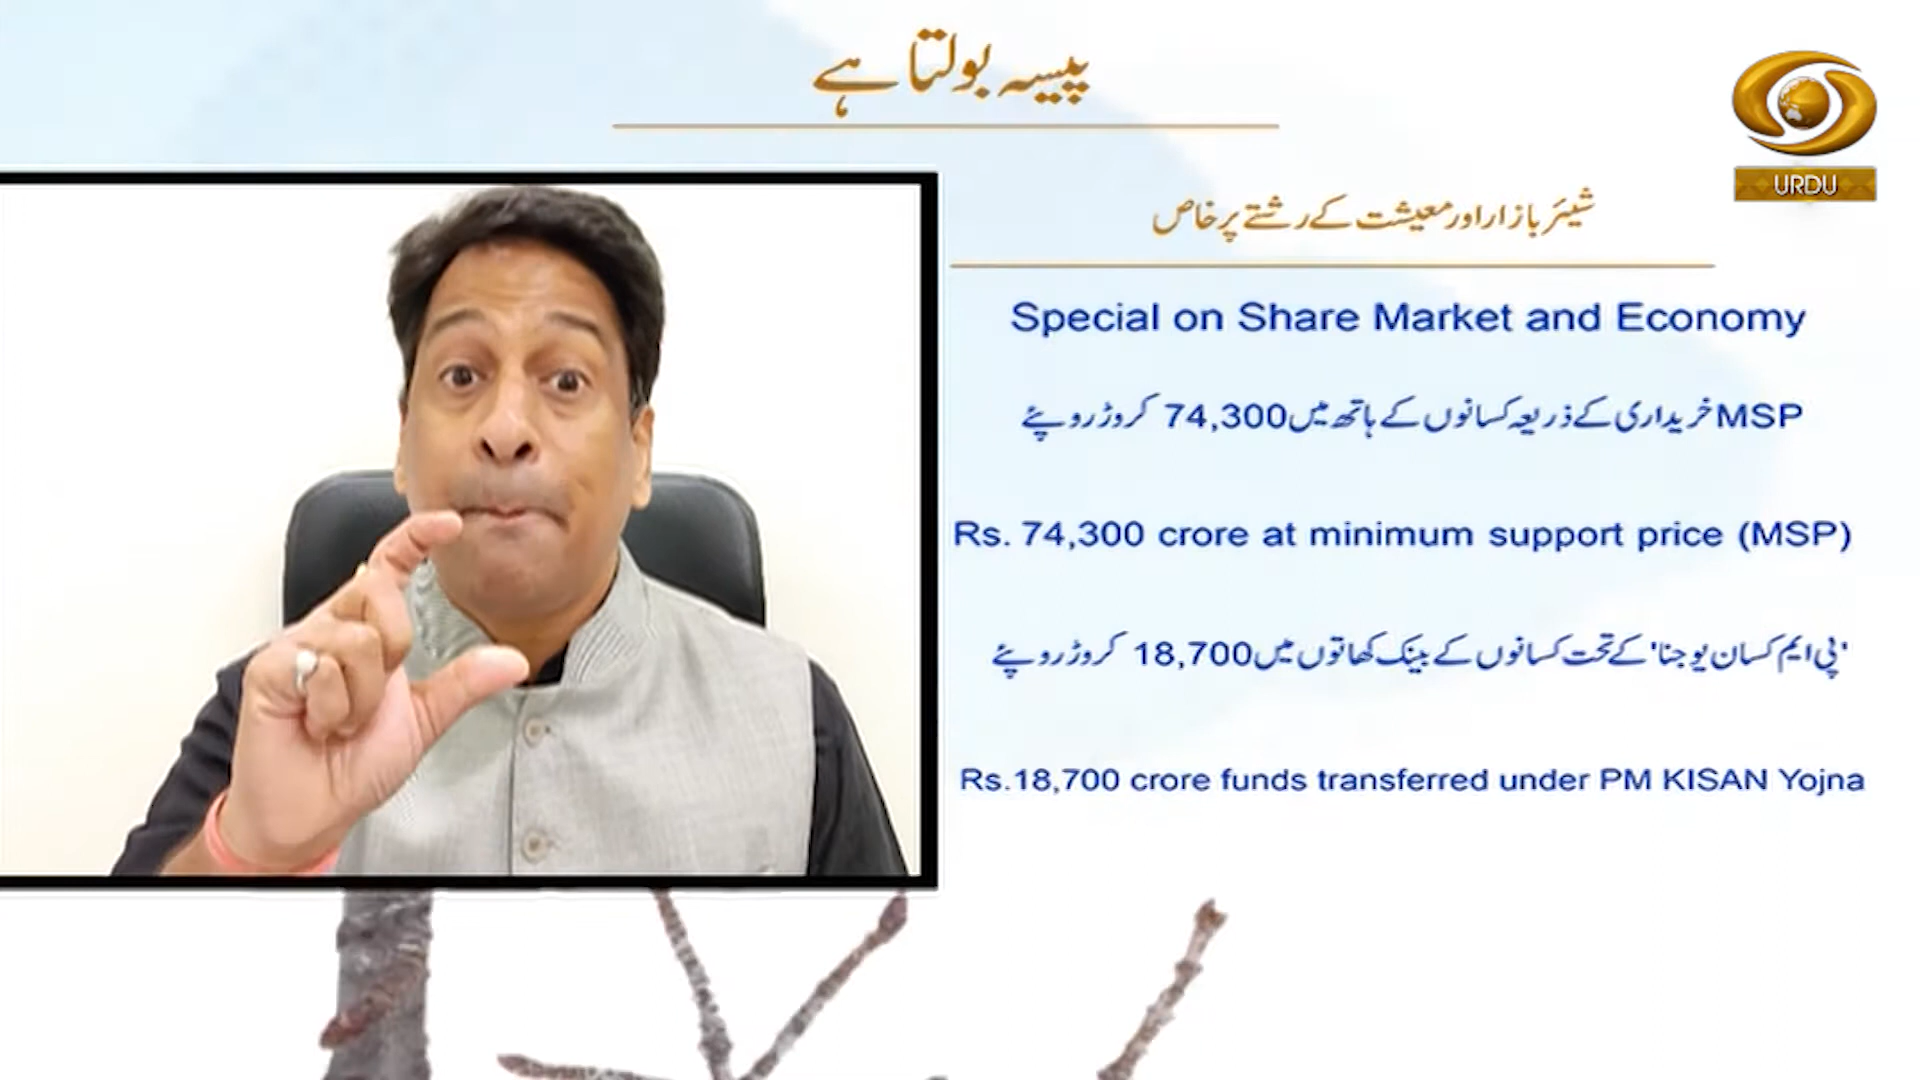 پیسہ بولتا ہے
URDU
شیئر بازار اور معیشت کے رشتے پر خاص
Special on Share Market and Economy
MSP خریداری کے ذریعہ کسانوں کے ہاتھ میں 74,300 کروڑ روپئے
Rs. 74,300 crore at minimum support price (MSP)
'پی ایم کسان یوجنا' کے تحت کسانوں کے بینک کھاتوں میں 18,700 کروڑ روپئے
Rs.18,700 crore funds transferred under PM KISAN Yojna